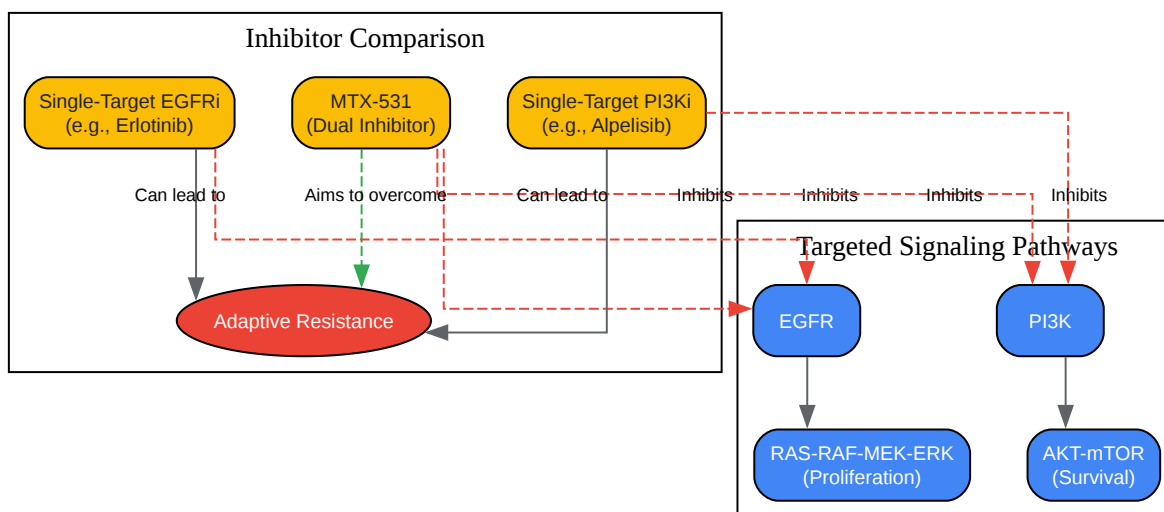 Inhibitor Comparison
Single-Target EGFRi
(e.g., Erlotinib)
MTX-531
(Dual Inhibitor)
Single-Target PI3Ki
(e.g., Alpelisib)
Can lead to
Aims to overcome
Can lead to
Inhibits
Inhibits
Inhibits
Inhibits
Targeted Signaling Pathways
Adaptive Resistance
EGFR
PI3K
RAS-RAF-MEK-ERK
(Proliferation)
AKT-mTOR
(Survival)